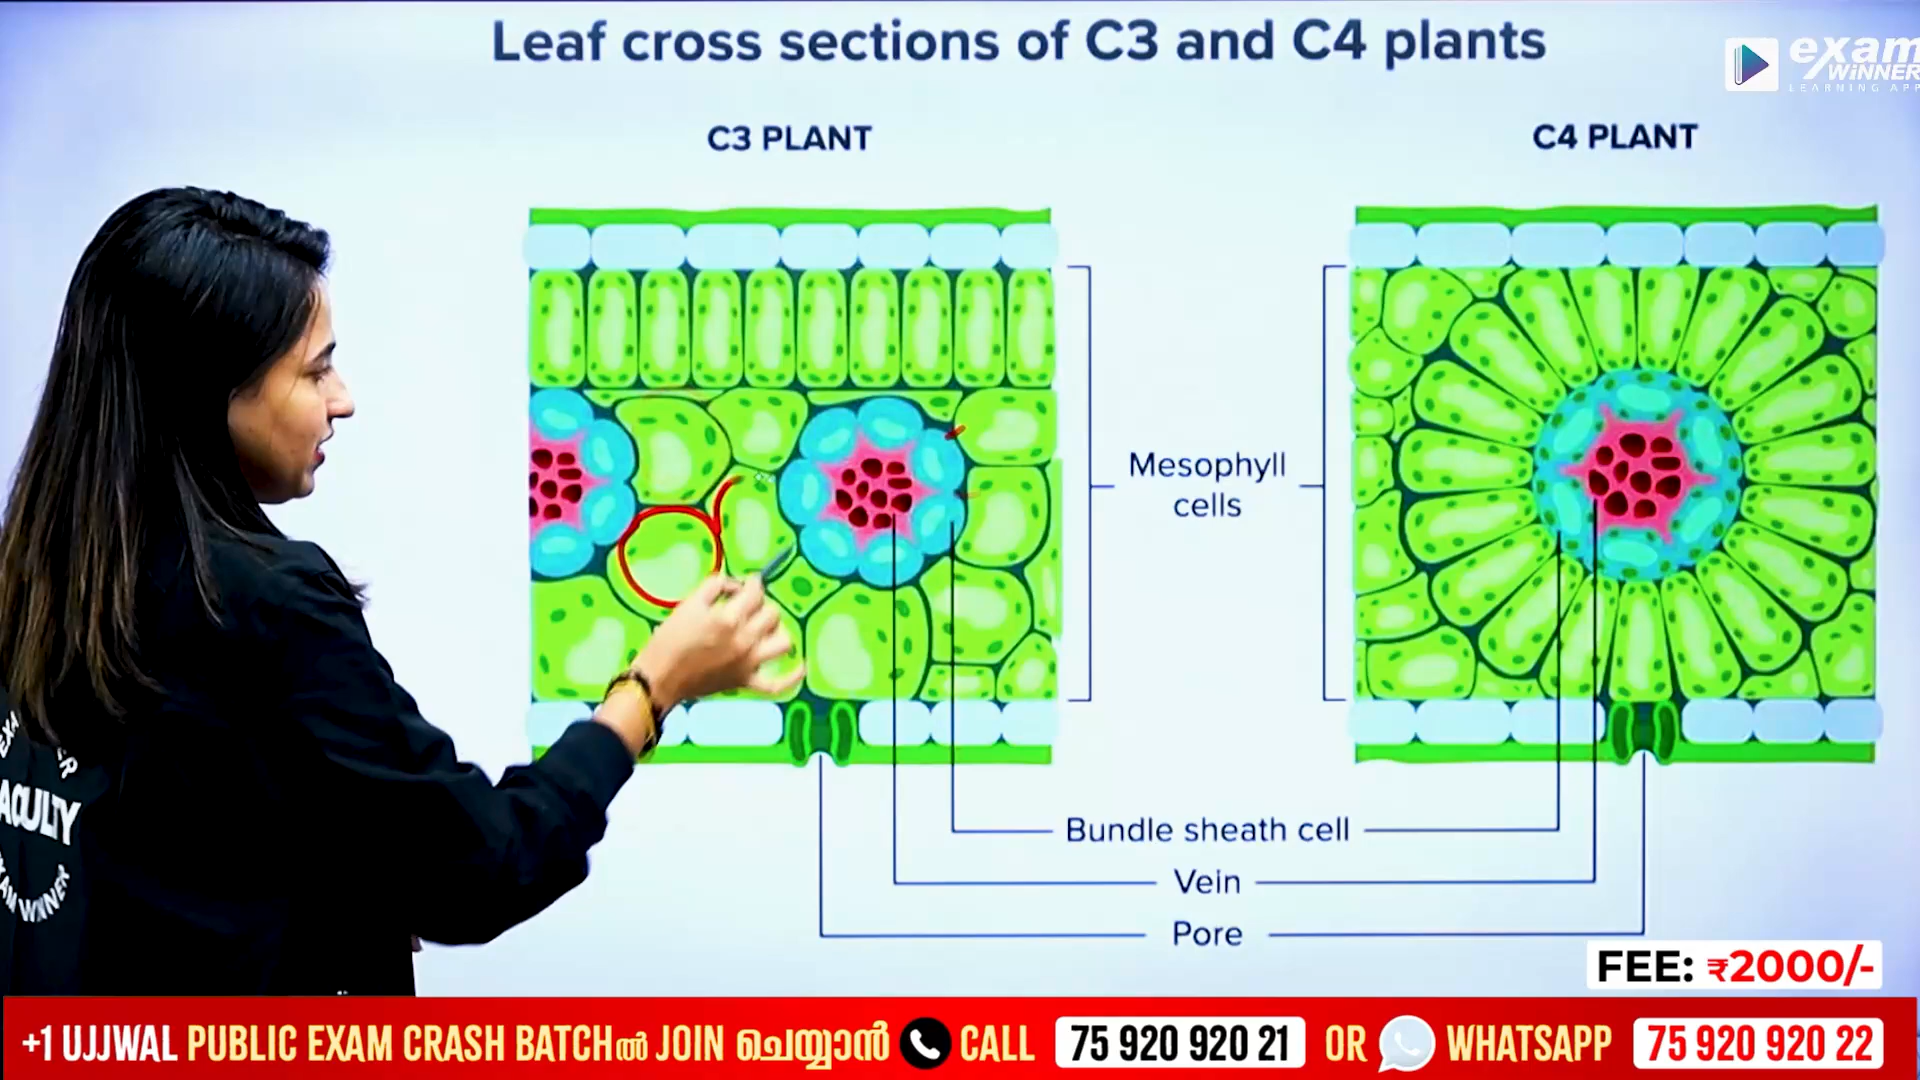 Leaf cross sections of C3 and C4 plants
exam
WiNNER
LEARNING APP
C3 PLANT
C4 PLANT
Mesophyll
cells
Bundle sheath cell
Vein
Pore
ACULTY
WINNER
FEE: ₹2000/-
+1 UJJWAL PUBLIC EXAM CRASH BATCHൽ JOIN ചെയ്യാൻ CALL 75 920 920 21 OR WHATSAPP 75 920 920 22